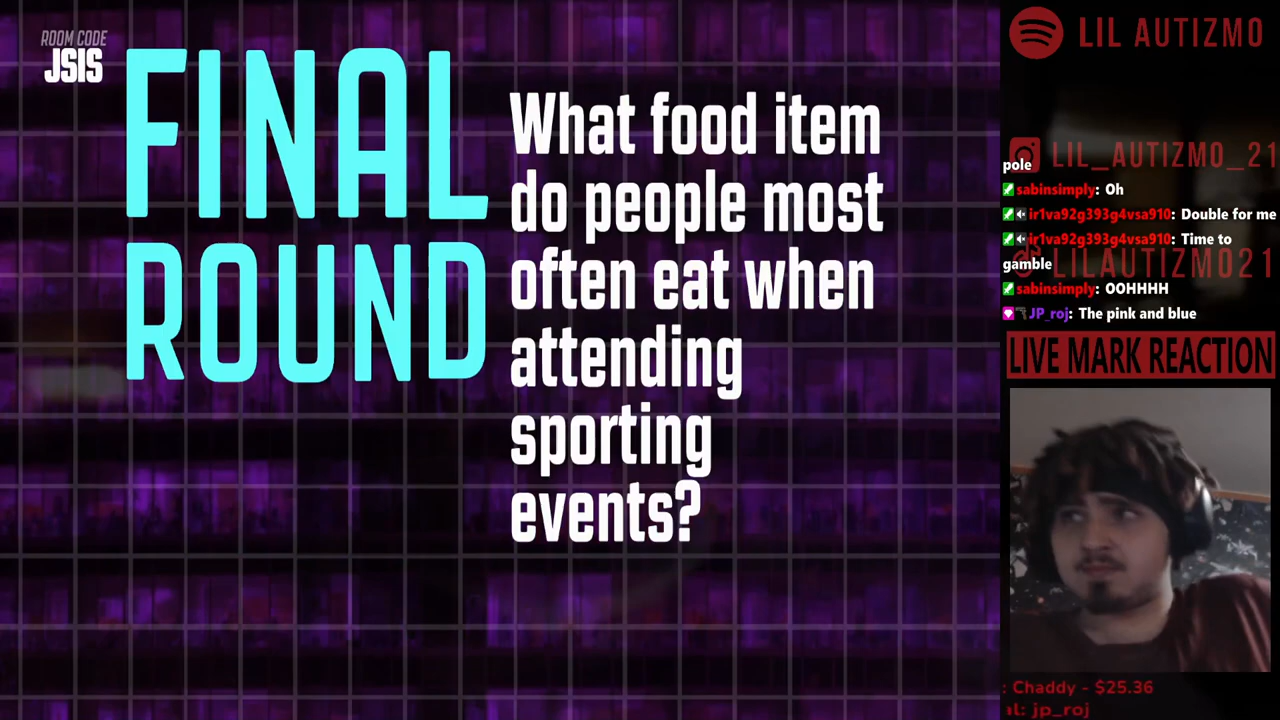 ROOM CODE
JSIS
FINAL
ROUND
What food item
do people most
often eat when
attending
sporting
events?
LIL AUTIZMO
LIL_AUTIZMO_21
LILAUTIZMO21
pole
sabinsimply: Oh
ir1va92g393g4vsa910: Double for me
ir1va92g393g4vsa910: Time to
gamble
sabinsimply: OOHHHH
JP_roj: The pink and blue
LIVE MARK REACTION
: Chaddy - $25.36
al: jp_roj